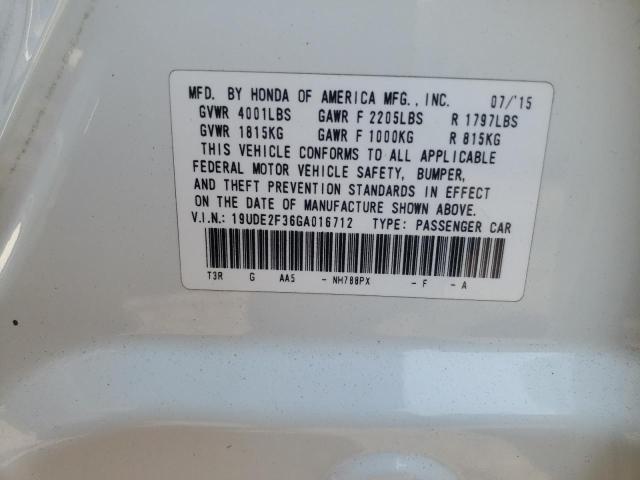 MFD. BY HONDA OF AMERICA MFG., INC. 07/'15
GVWR 4001LBS GAWR F 2205LBS R 1797LBS
GVWR 1815KG GAWR F 1000KG R 815KG
THIS VEHICLE CONFORMS TO ALL APPLICABLE
FEDERAL MOTOR VEHICLE SAFETY, BUMPER,
AND THEFT PREVENTION STANDARDS IN EFFECT
ON THE DATE OF MANUFACTURE SHOWN ABOVE.
V.I.N.: 19UDE2F36GA016712 TYPE: PASSENGER CAR
T3R G AA5 - NH788PX - F - A